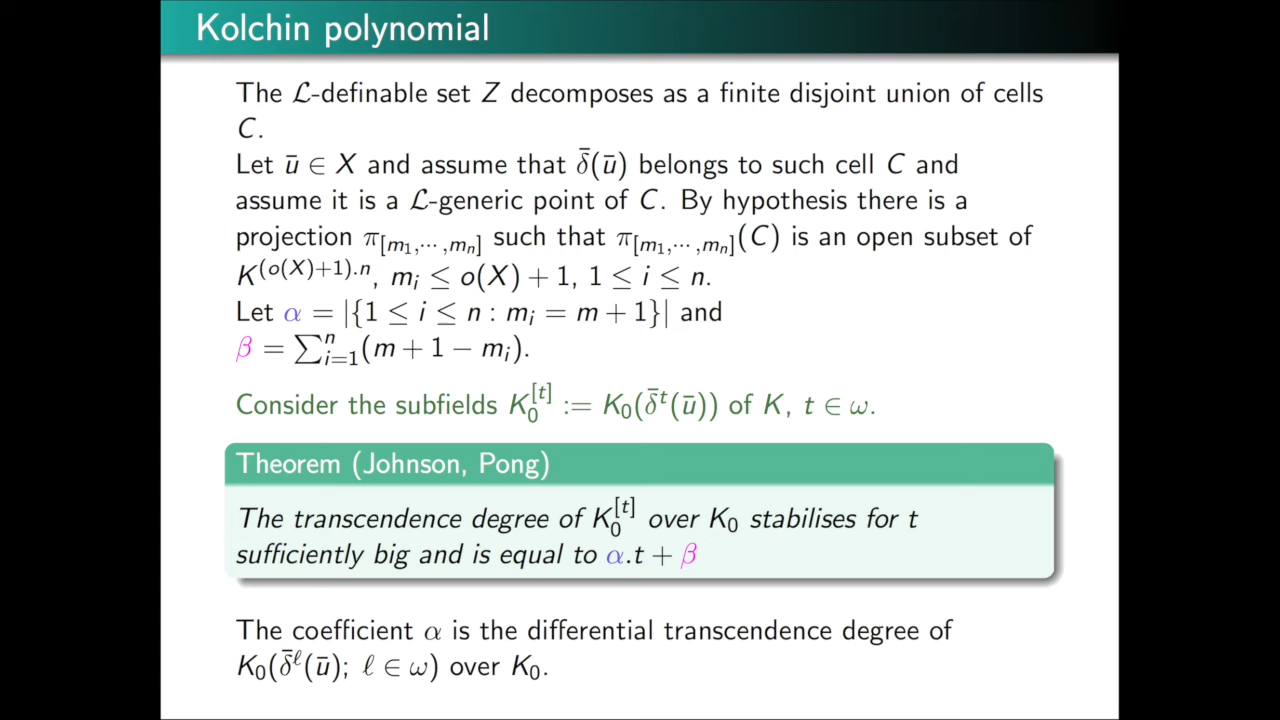 Kolchin polynomial
The ℒ-definable set Z decomposes as a finite disjoint union of cells
C.
Let ū ∈ X and assume that δ̄(ū) belongs to such cell C and
assume it is a ℒ-generic point of C. By hypothesis there is a
projection π_{[m₁,⋯,mₙ]} such that π_{[m₁,⋯,mₙ]}(C) is an open subset of
K^{(o(X)+1).n}, mᵢ ≤ o(X) + 1, 1 ≤ i ≤ n.
Let α = |{1 ≤ i ≤ n : mᵢ = m + 1}| and
β = ∑_{i=1}^{n}(m + 1 − mᵢ).
Consider the subfields K₀^{[t]} := K₀(δ̄^t(ū)) of K, t ∈ ω.
Theorem (Johnson, Pong)
The transcendence degree of K₀^{[t]} over K₀ stabilises for t
sufficiently big and is equal to α.t + β
The coefficient α is the differential transcendence degree of
K₀(δ̄^ℓ(ū); ℓ ∈ ω) over K₀.